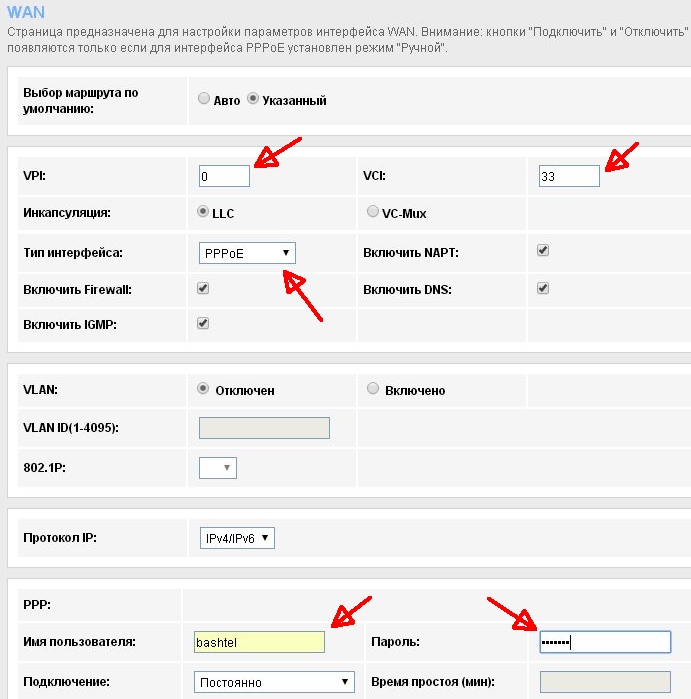 WAN
Страница предназначена для настройки параметров интерфейса WAN. Внимание: кнопки "Подключить" и "Отключить"
появляются только если для интерфейса PPPoE установлен режим "Ручной".
Выбор маршрута по
умолчанию:
Авто Указанный
VPI: 0 VCI: 33
Инкапсуляция: LLC VC-Mux
Тип интерфейса: PPPoE Включить NAPT:
Включить Firewall: Включить DNS:
Включить IGMP:
VLAN: Отключен Включено
VLAN ID(1-4095):
802.1P:
Протокол IP: IPv4/IPv6
PPP:
Имя пользователя: bashtel Пароль: •••••••
Подключение: Постоянно Время простоя (мин):